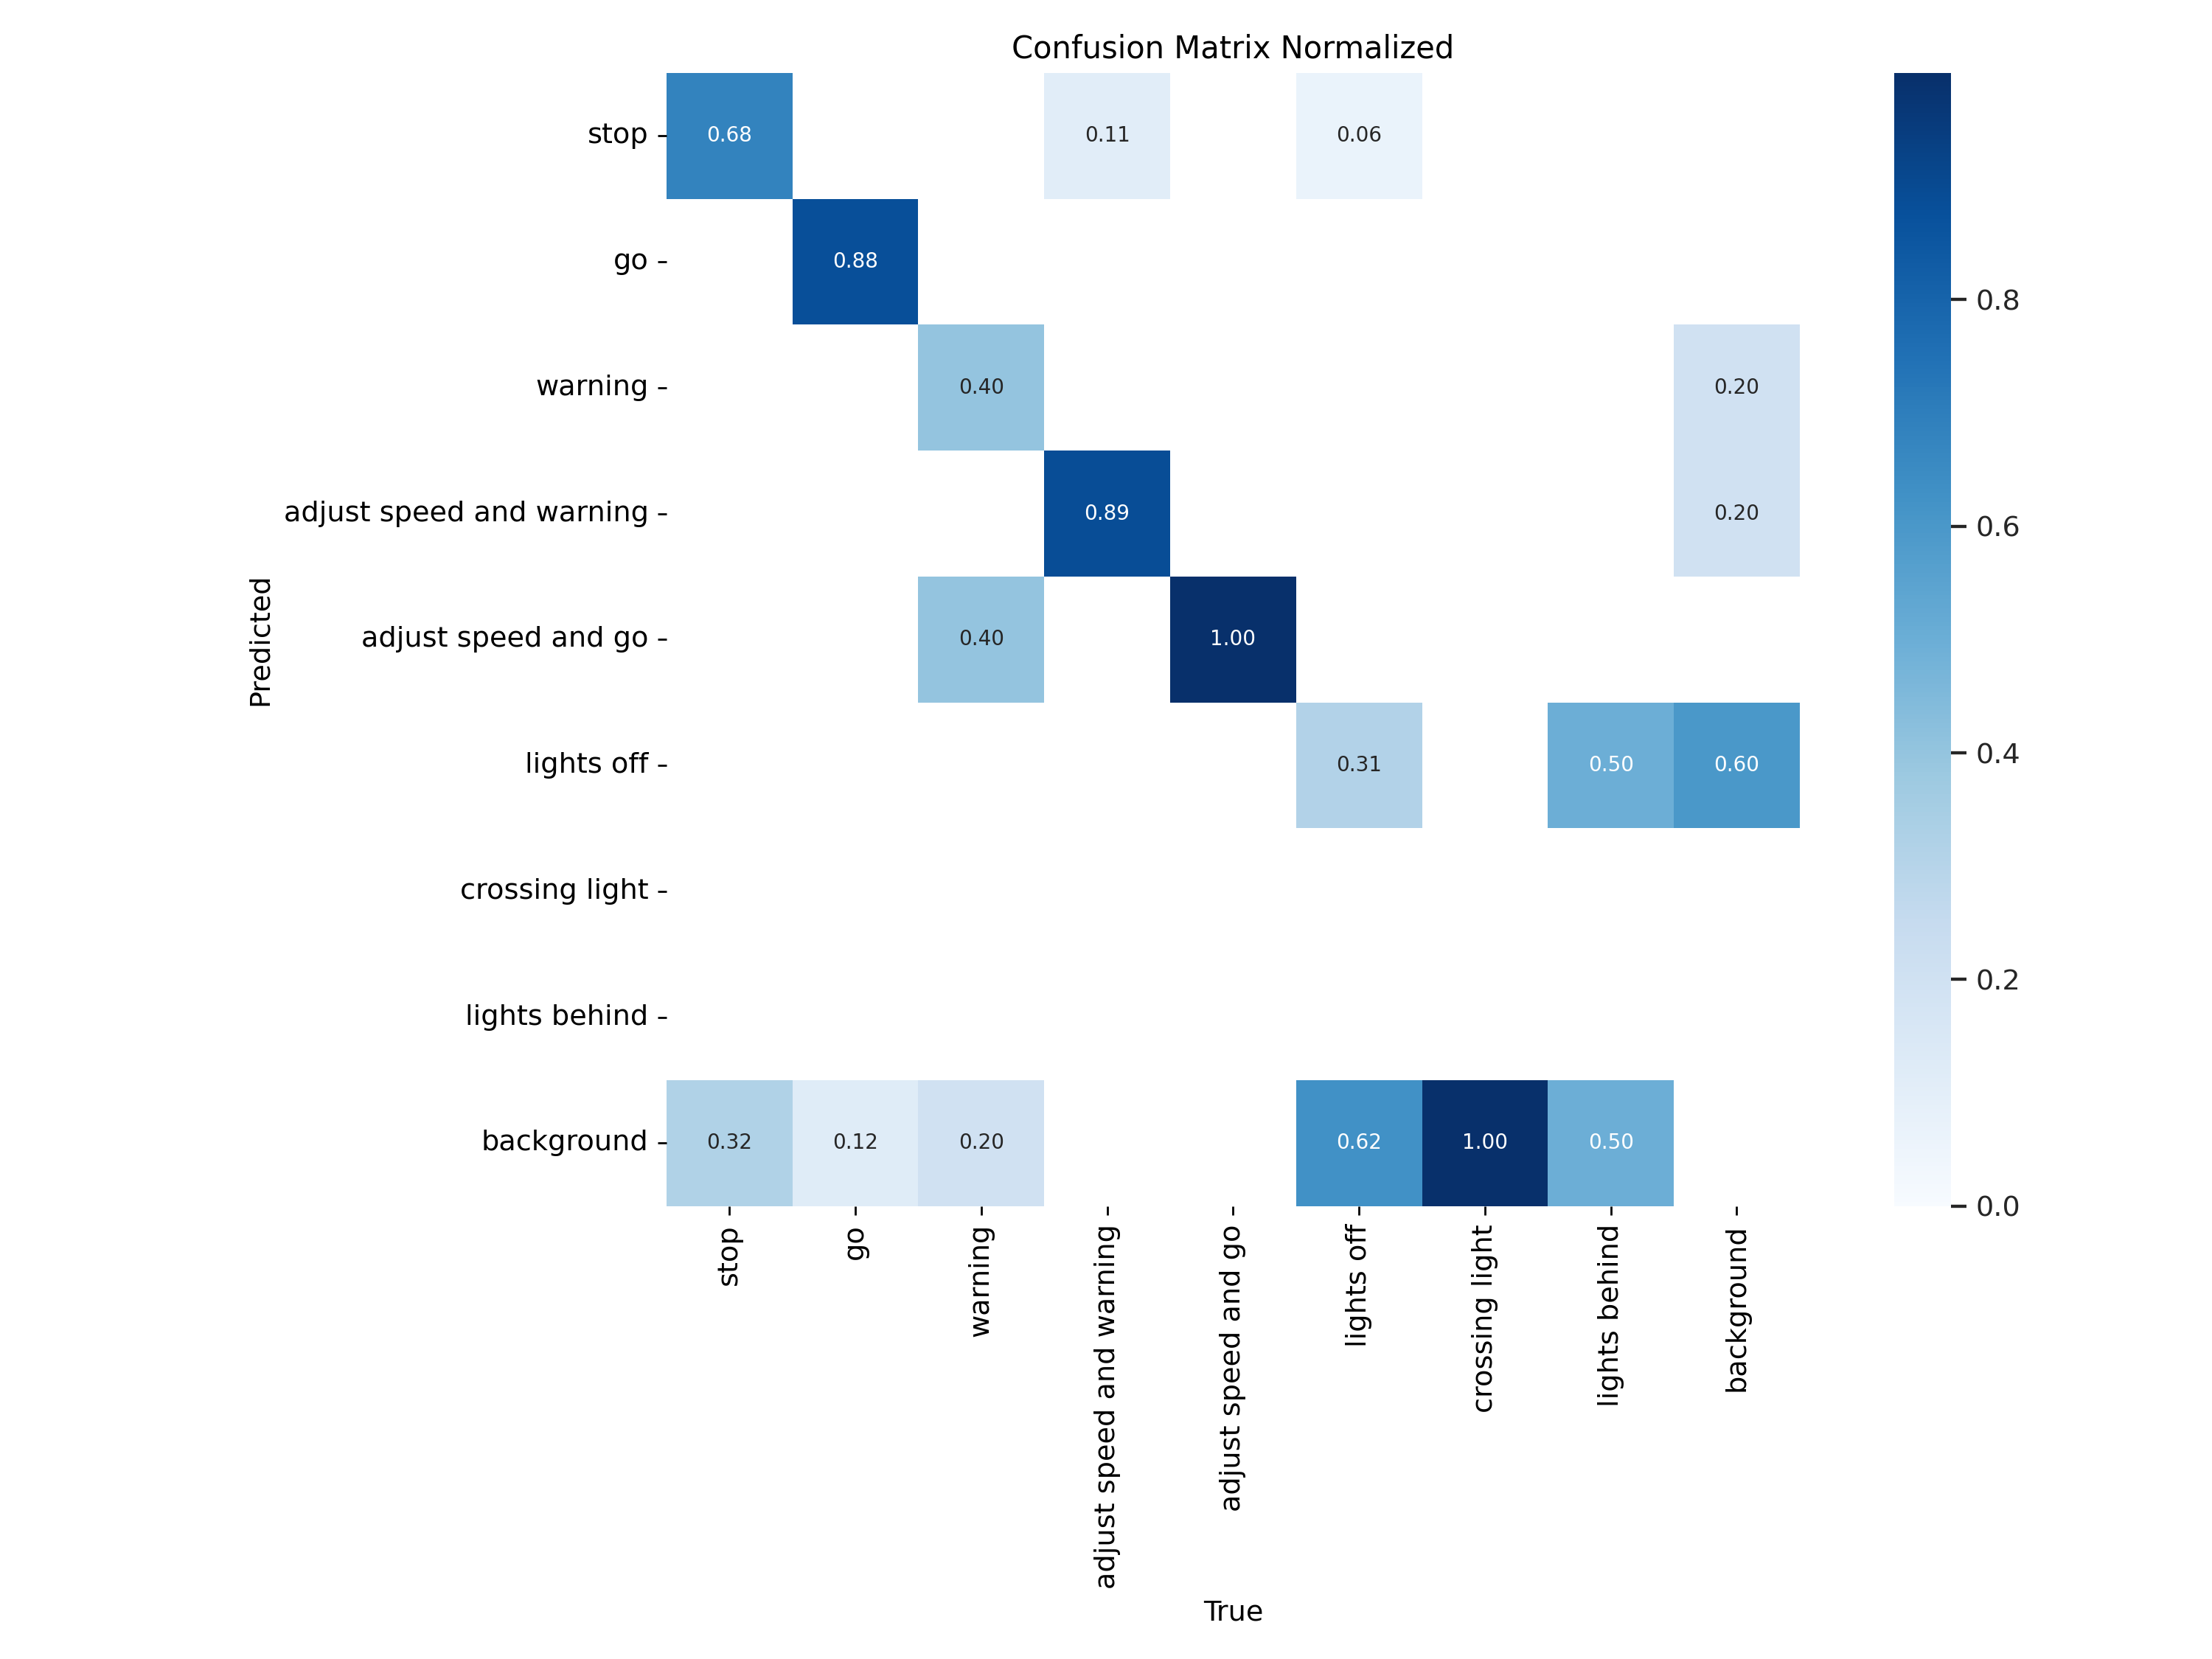 Confusion Matrix Normalized
stop 0.68 0.11 0.06
go 0.88
0.8
warning 0.40 0.20
adjust speed and warning 0.89 0.20
0.6
Predicted
adjust speed and go 0.40 1.00
lights off 0.31 0.50 0.60
0.4
crossing light
0.2
lights behind
background 0.32 0.12 0.20 0.62 1.00 0.50
0.0
stop
go
warning
adjust speed and warning
adjust speed and go
lights off
crossing light
lights behind
background
True